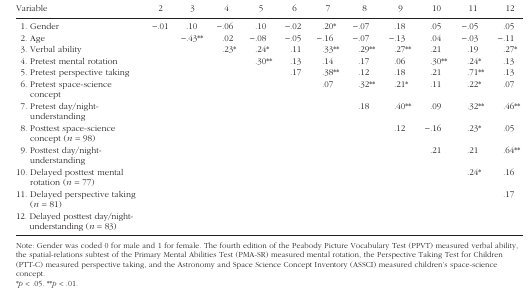 Variable 2 3 4 5 6 7 8 9 10 11 12
1. Gender −.01 .10 −.06 .10 −.02 .20* −.07 .18 .05 −.05 .05
2. Age −.43** .02 −.08 −.05 −.16 −.07 −.13 .04 −.03 −.11
3. Verbal ability .23* .24* .11 .33** .29** .27** .21 .19 .27*
4. Pretest mental rotation .30** .13 .14 .17 .06 .30** .24* .13
5. Pretest perspective taking .17 .38** .12 .18 .21 .71** .13
6. Pretest space-science .07 .32** .21* .11 .22* .07
concept
7. Pretest day/night- .18 .40** .09 .32** .46**
understanding
8. Posttest space-science .12 −.16 .23* .05
concept (n = 98)
9. Posttest day/night- .21 .21 .64**
understanding
10. Delayed posttest mental .24* .16
rotation (n = 77)
11. Delayed perspective taking .17
(n = 81)
12. Delayed posttest day/night-
understanding (n = 83)
Note: Gender was coded 0 for male and 1 for female. The fourth edition of the Peabody Picture Vocabulary Test (PPVT) measured verbal ability,
the spatial-relations subtest of the Primary Mental Abilities Test (PMA-SR) measured mental rotation, the Perspective Taking Test for Children
(PTT-C) measured perspective taking, and the Astronomy and Space Science Concept Inventory (ASSCI) measured children's space-science
concept.
*p < .05. **p < .01.